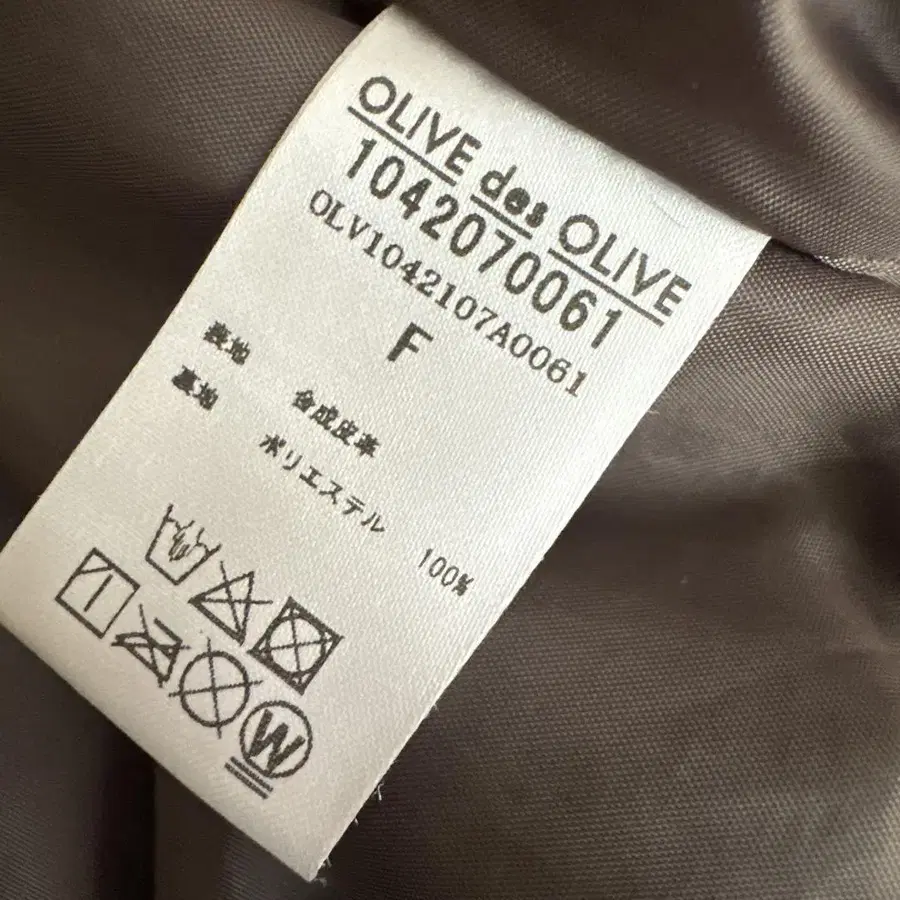 OLIVE des OLIVE
1042070061
OLV1042107A0061
F
表地 合成皮革
裏地 ポリエステル 100%
W